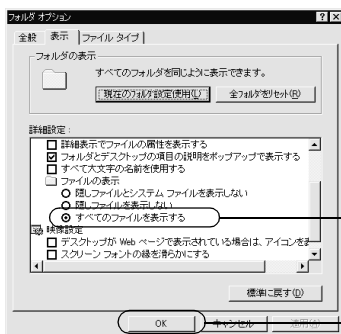 フォルダ オプション
全般 表示 ファイル タイプ
フォルダの表示
すべてのフォルダを同じように表示できます。
現在のフォルダ設定使用(L) 全フォルダをリセット(R)
詳細設定:
詳細表示でファイルの属性を表示する
フォルダとデスクトップの項目の説明をポップアップで表示する
すべて大文字の名前を使用する
ファイルの表示
隠しファイルとシステム ファイルを表示しない
隠しファイルを表示しない
すべてのファイルを表示する
映像設定
デスクトップが Web ページで表示されている場合は、アイコンを
スクリーン フォントの縁を滑らかにする
標準に戻す(D)
OK キャンセル 適用(A)